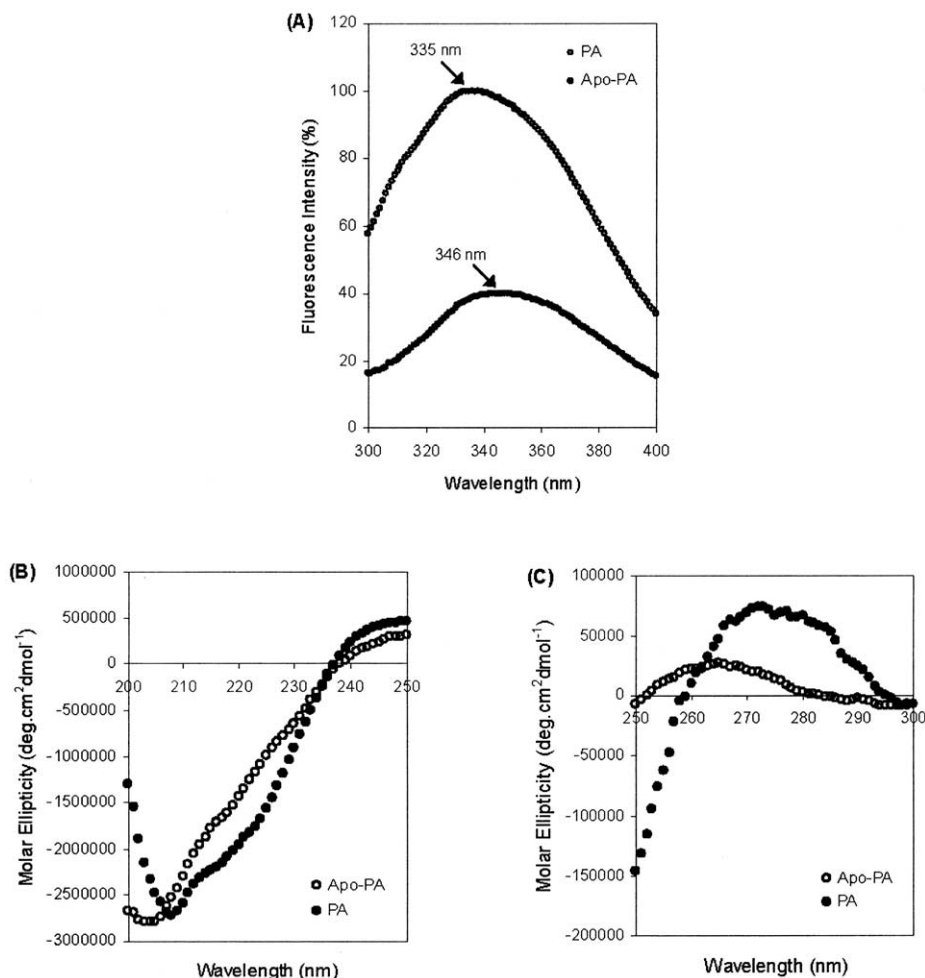 (A)
120
100
80
60
40
20
0
Fluorescence Intensity (%)
335 nm
346 nm
PA
Apo-PA
300 320 340 360 380 400
Wavelength (nm)
(B)
1000000
500000
0
-500000
-1000000
-1500000
-2000000
-2500000
-3000000
Molar Ellipticity (deg.cm²dmol⁻¹)
200 210 220 230 240 250
Apo-PA
PA
Wavelength (nm)
(C)
100000
50000
0
-50000
-100000
-150000
-200000
Molar Ellipticity (deg.cm²dmol⁻¹)
250 260 270 280 290 300
Apo-PA
PA
Wavelength (nm)